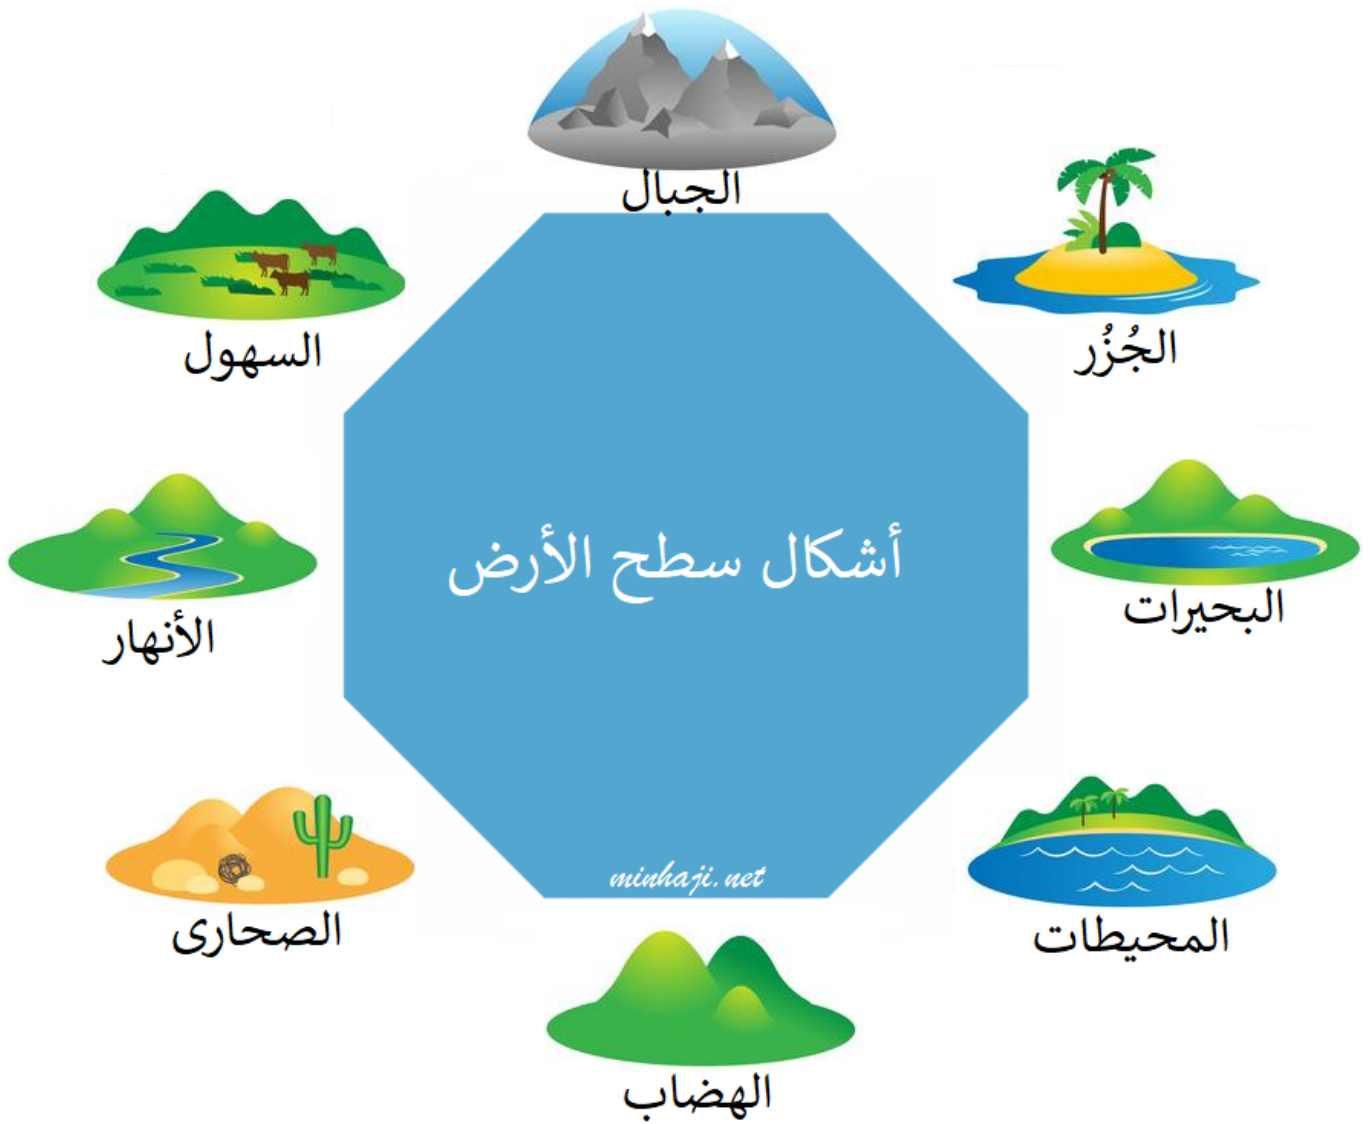 الجبال
الجُزُر
السهول
البحيرات
أشكال سطح الأرض
الأنهار
المحيطات
الصحارى
minhaji.net
الهضاب